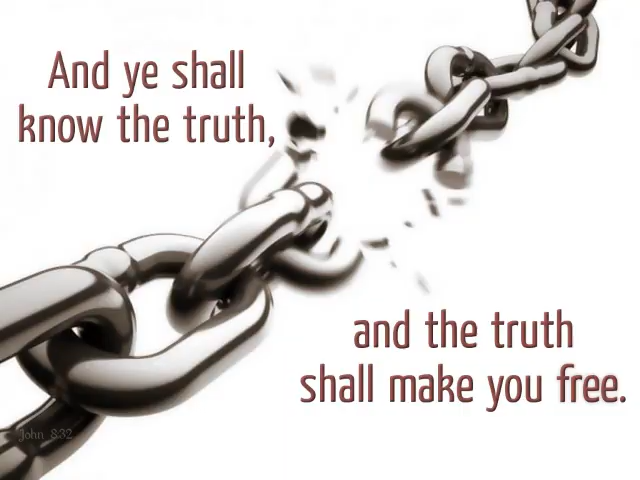 And ye shall
know the truth,
and the truth
shall make you free.
John 8:32